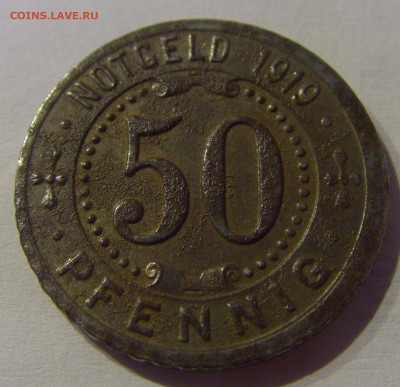 COINS.LAVE.RU
· NOTGELD · 1919 ·
50
· PFENNIG ·